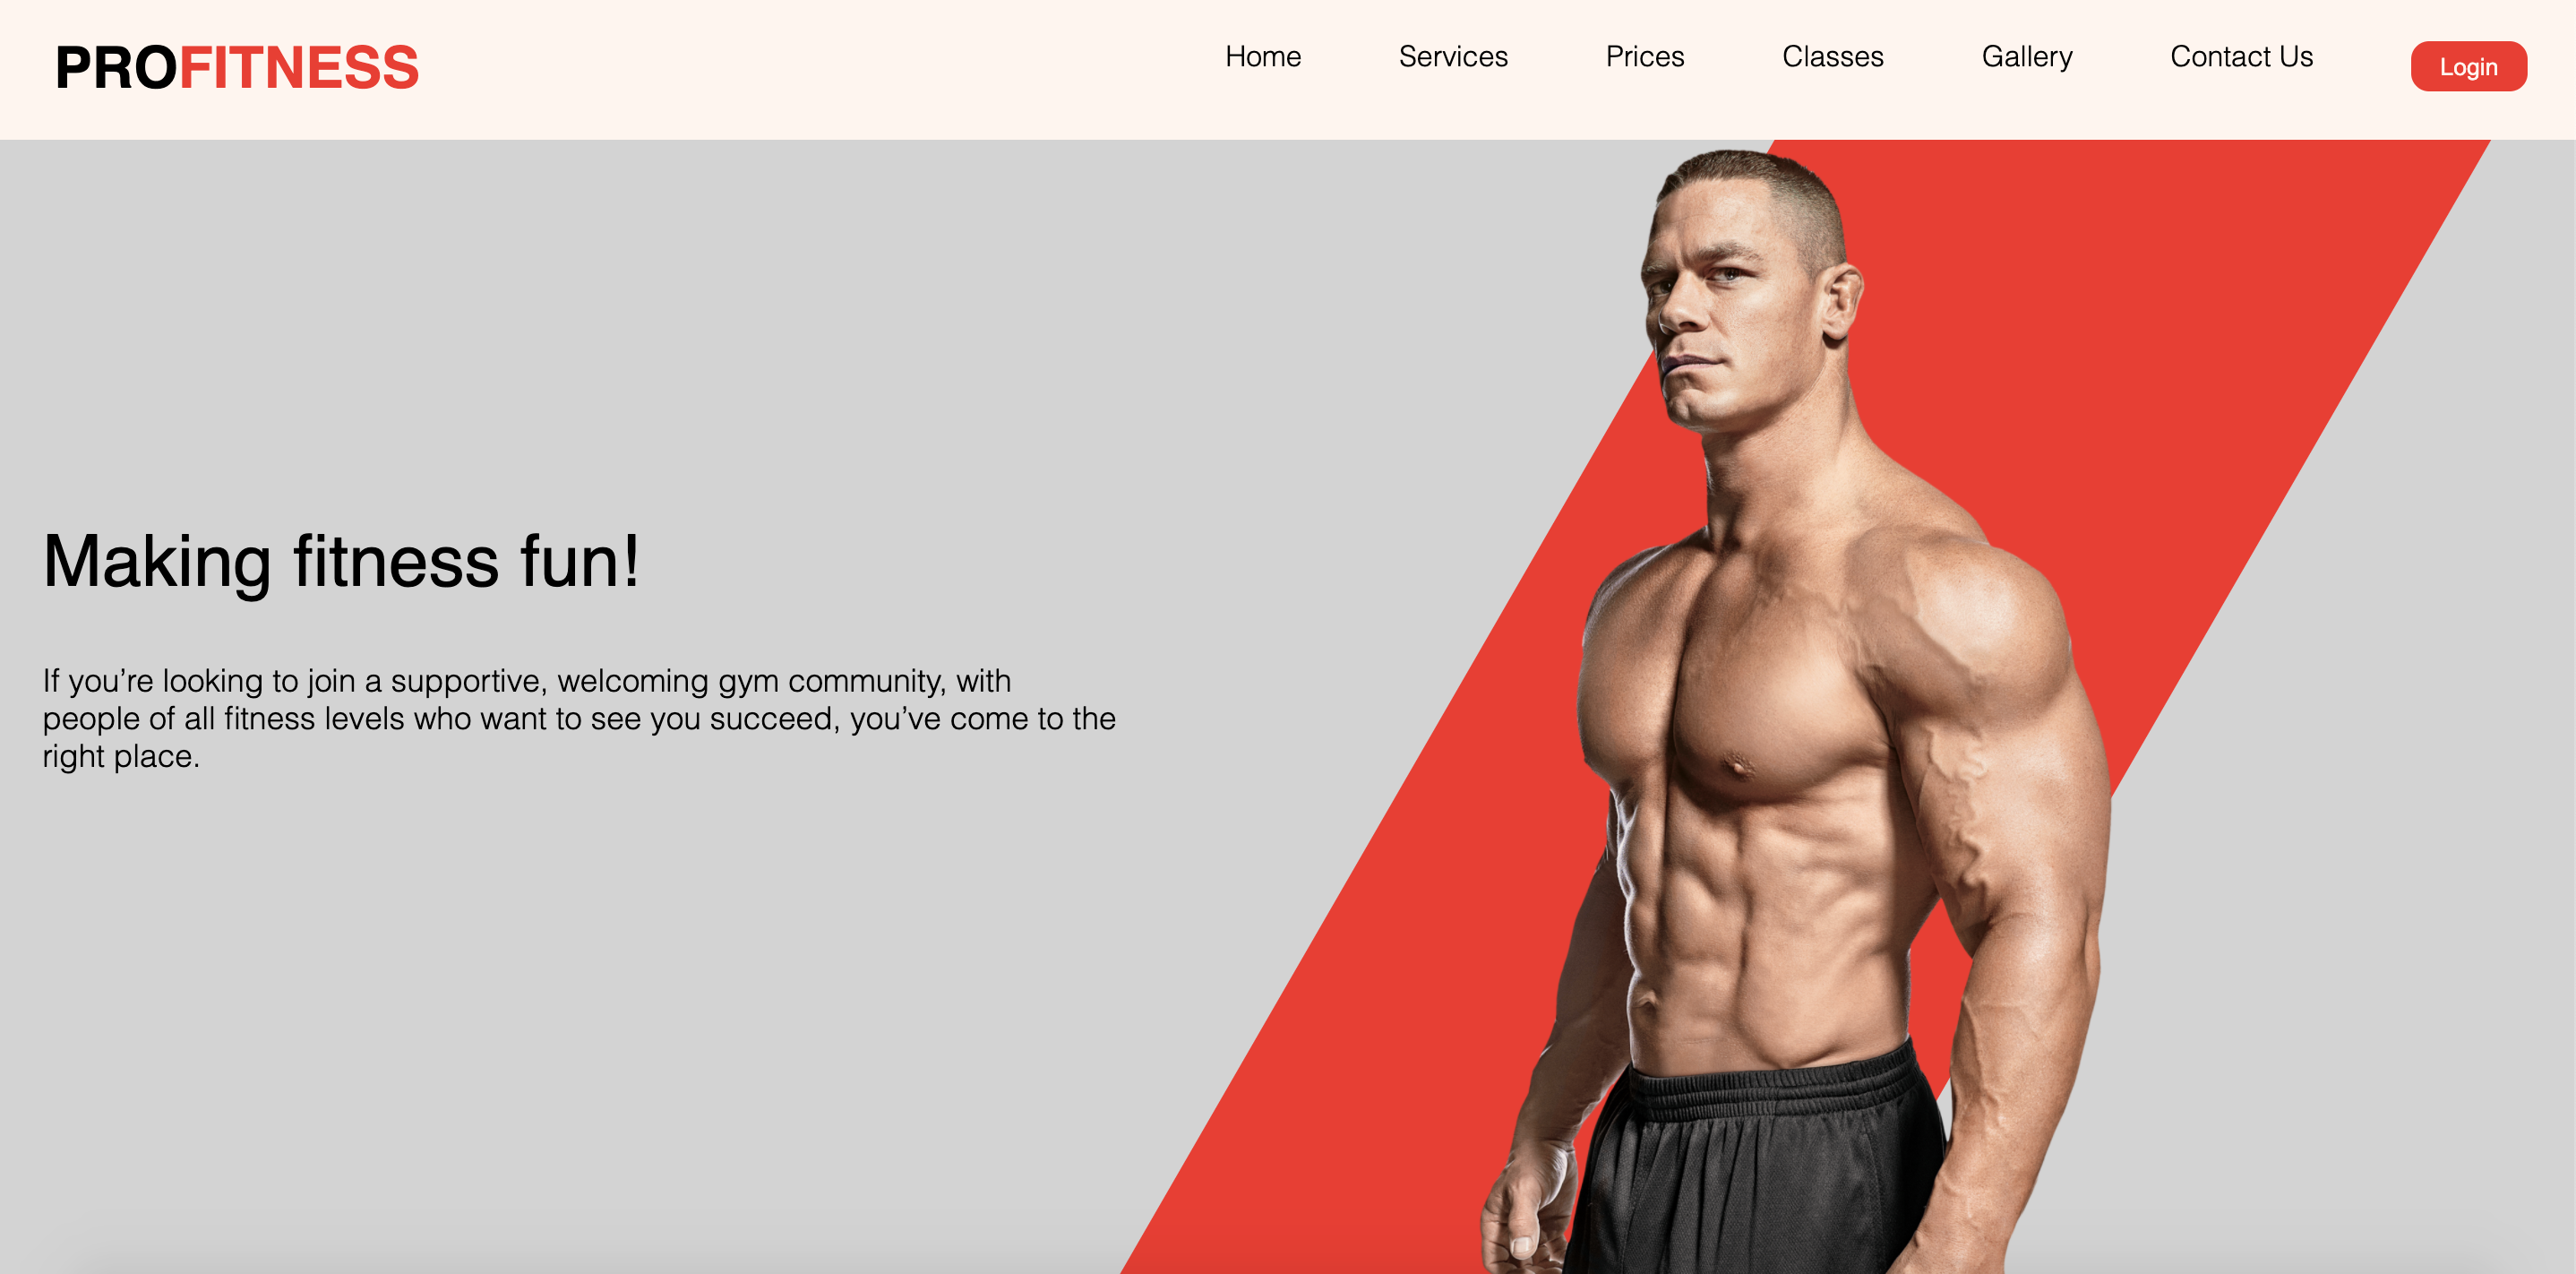 PROFITNESS
Home Services Prices Classes Gallery Contact Us Login
Making fitness fun!
If you’re looking to join a supportive, welcoming gym community, with
people of all fitness levels who want to see you succeed, you’ve come to the
right place.